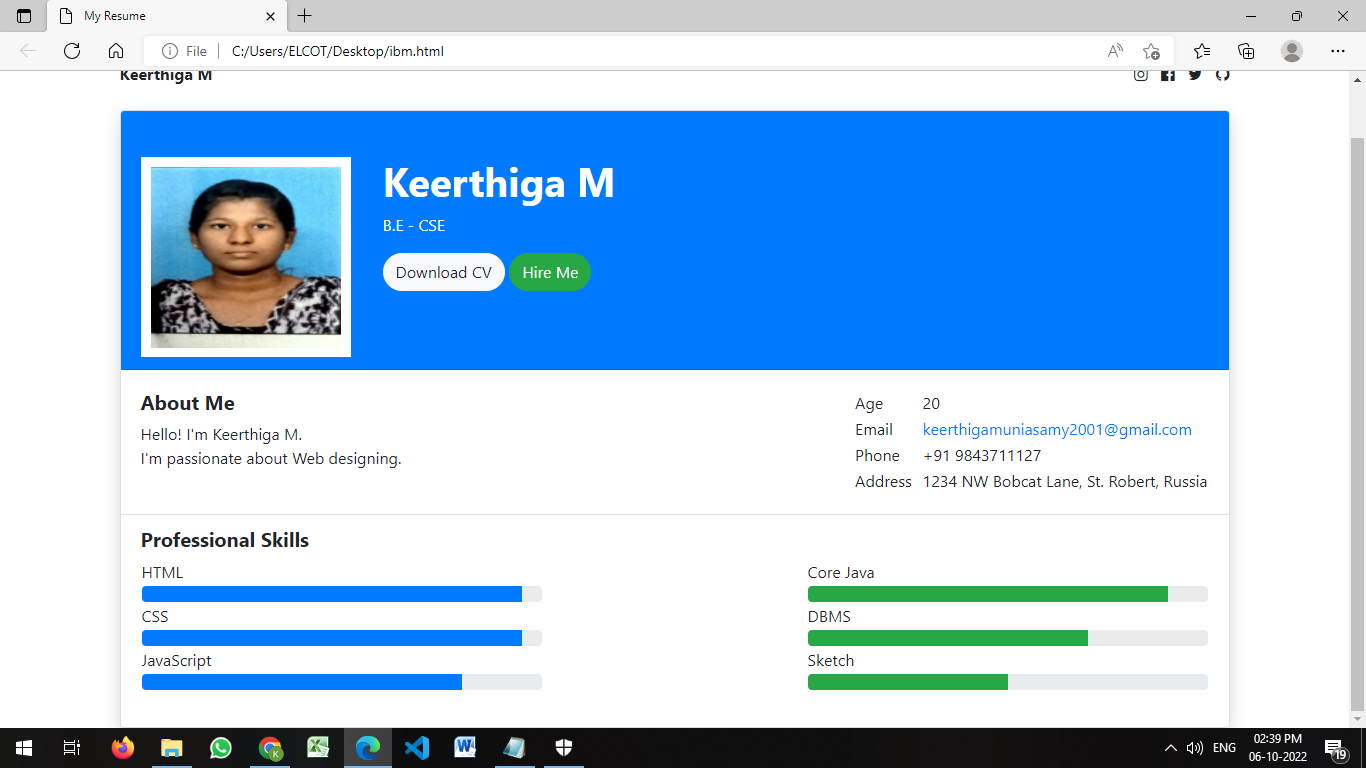 My Resume
File
C:/Users/ELCOT/Desktop/ibm.html
Keerthiga M
Keerthiga M
B.E - CSE
Download CV
Hire Me
About Me
Hello! I'm Keerthiga M.
I'm passionate about Web designing.
Age 20
Email keerthigamuniasamy2001@gmail.com
Phone +91 9843711127
Address 1234 NW Bobcat Lane, St. Robert, Russia
Professional Skills
HTML
CSS
JavaScript
Core Java
DBMS
Sketch
ENG
02:39 PM
06-10-2022
19